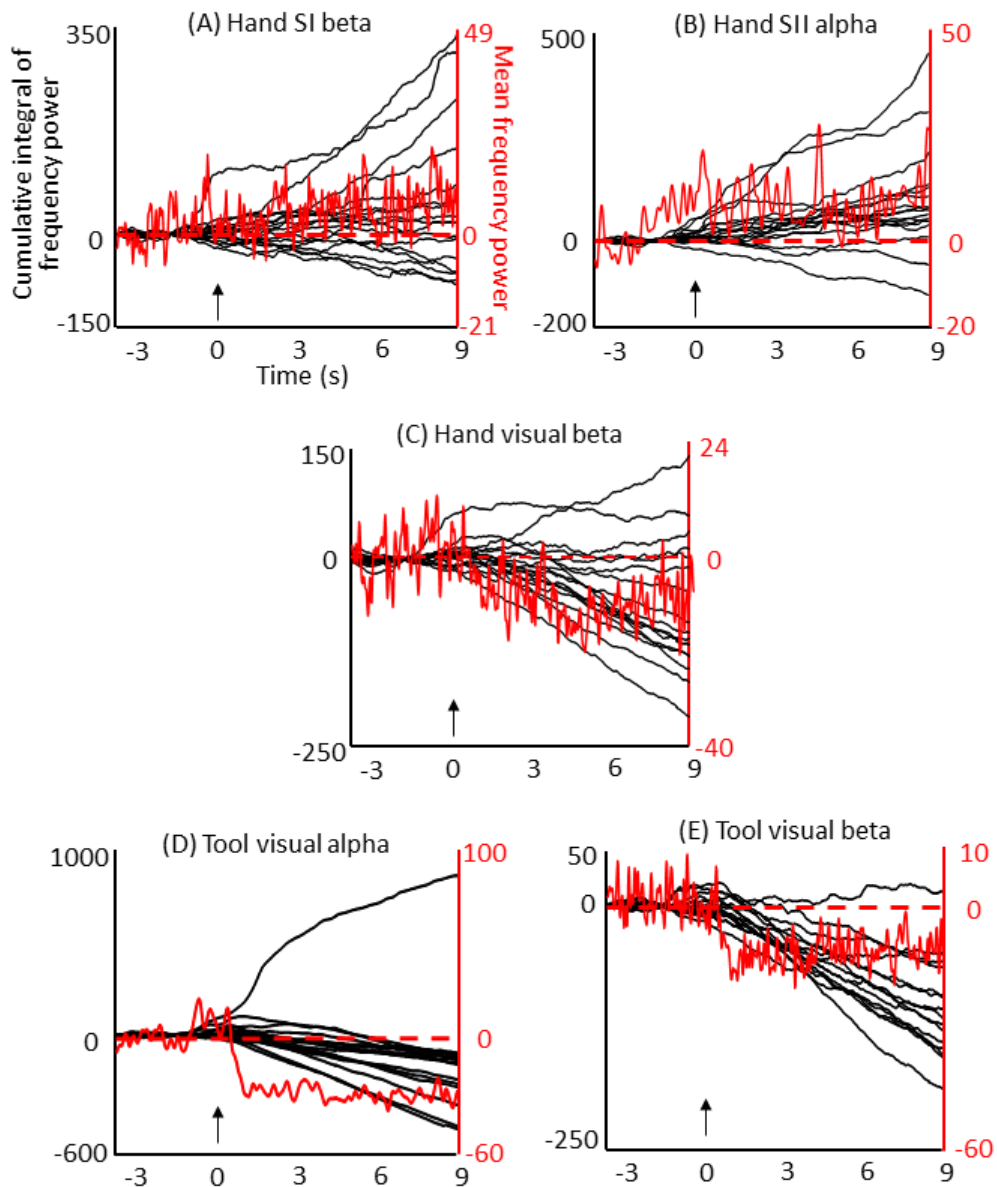 (A) Hand SI beta
350
0
-150
Cumulative integral of
frequency power
49
0
-21
Mean frequency power
-3 0 3 6 9
Time (s)
(B) Hand SII alpha
500
0
-200
50
0
-20
-3 0 3 6 9
(C) Hand visual beta
150
0
-250
24
0
-40
-3 0 3 6 9
(D) Tool visual alpha
1000
0
-600
100
0
-60
-3 0 3 6 9
(E) Tool visual beta
50
0
-250
10
0
-60
-3 0 3 6 9